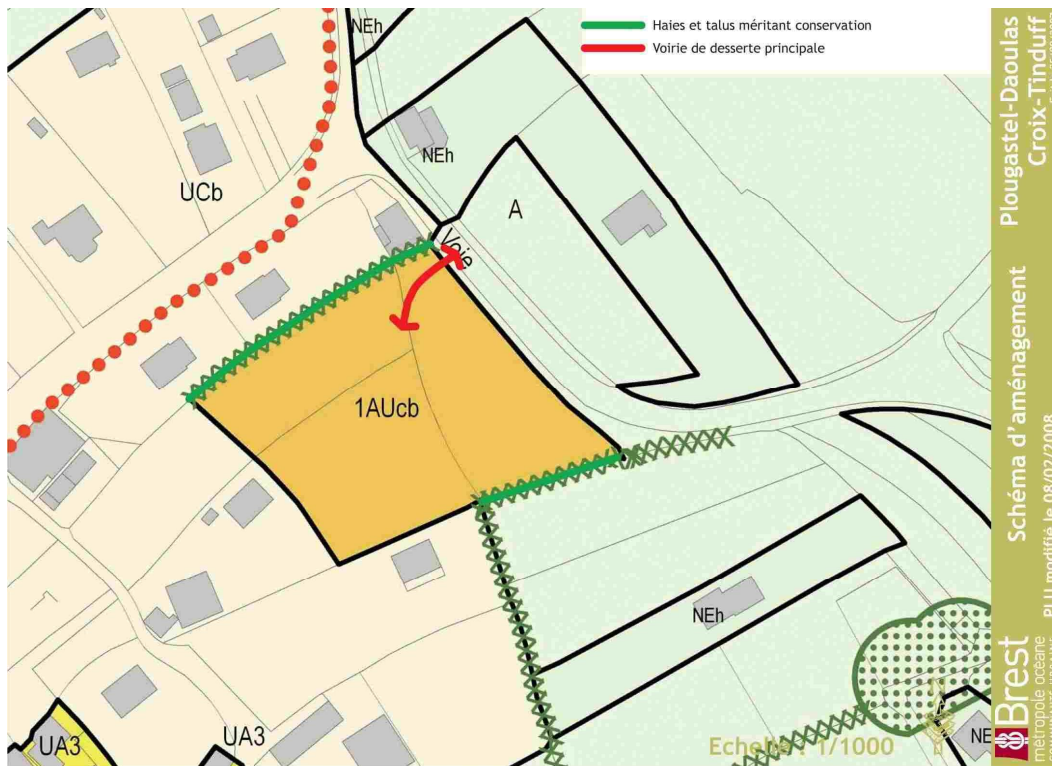 Haies et talus méritant conservation
Voirie de desserte principale
NEh
NEh
UCb
A
Voie
1AUcb
NEh
UA3
UA3
NE
Echelle : 1/1000
Plougastel-Daoulas
Croix-Tinduff
Schéma d'aménagement
PLU modifié le 08/02/2008
Brest
métropole océane